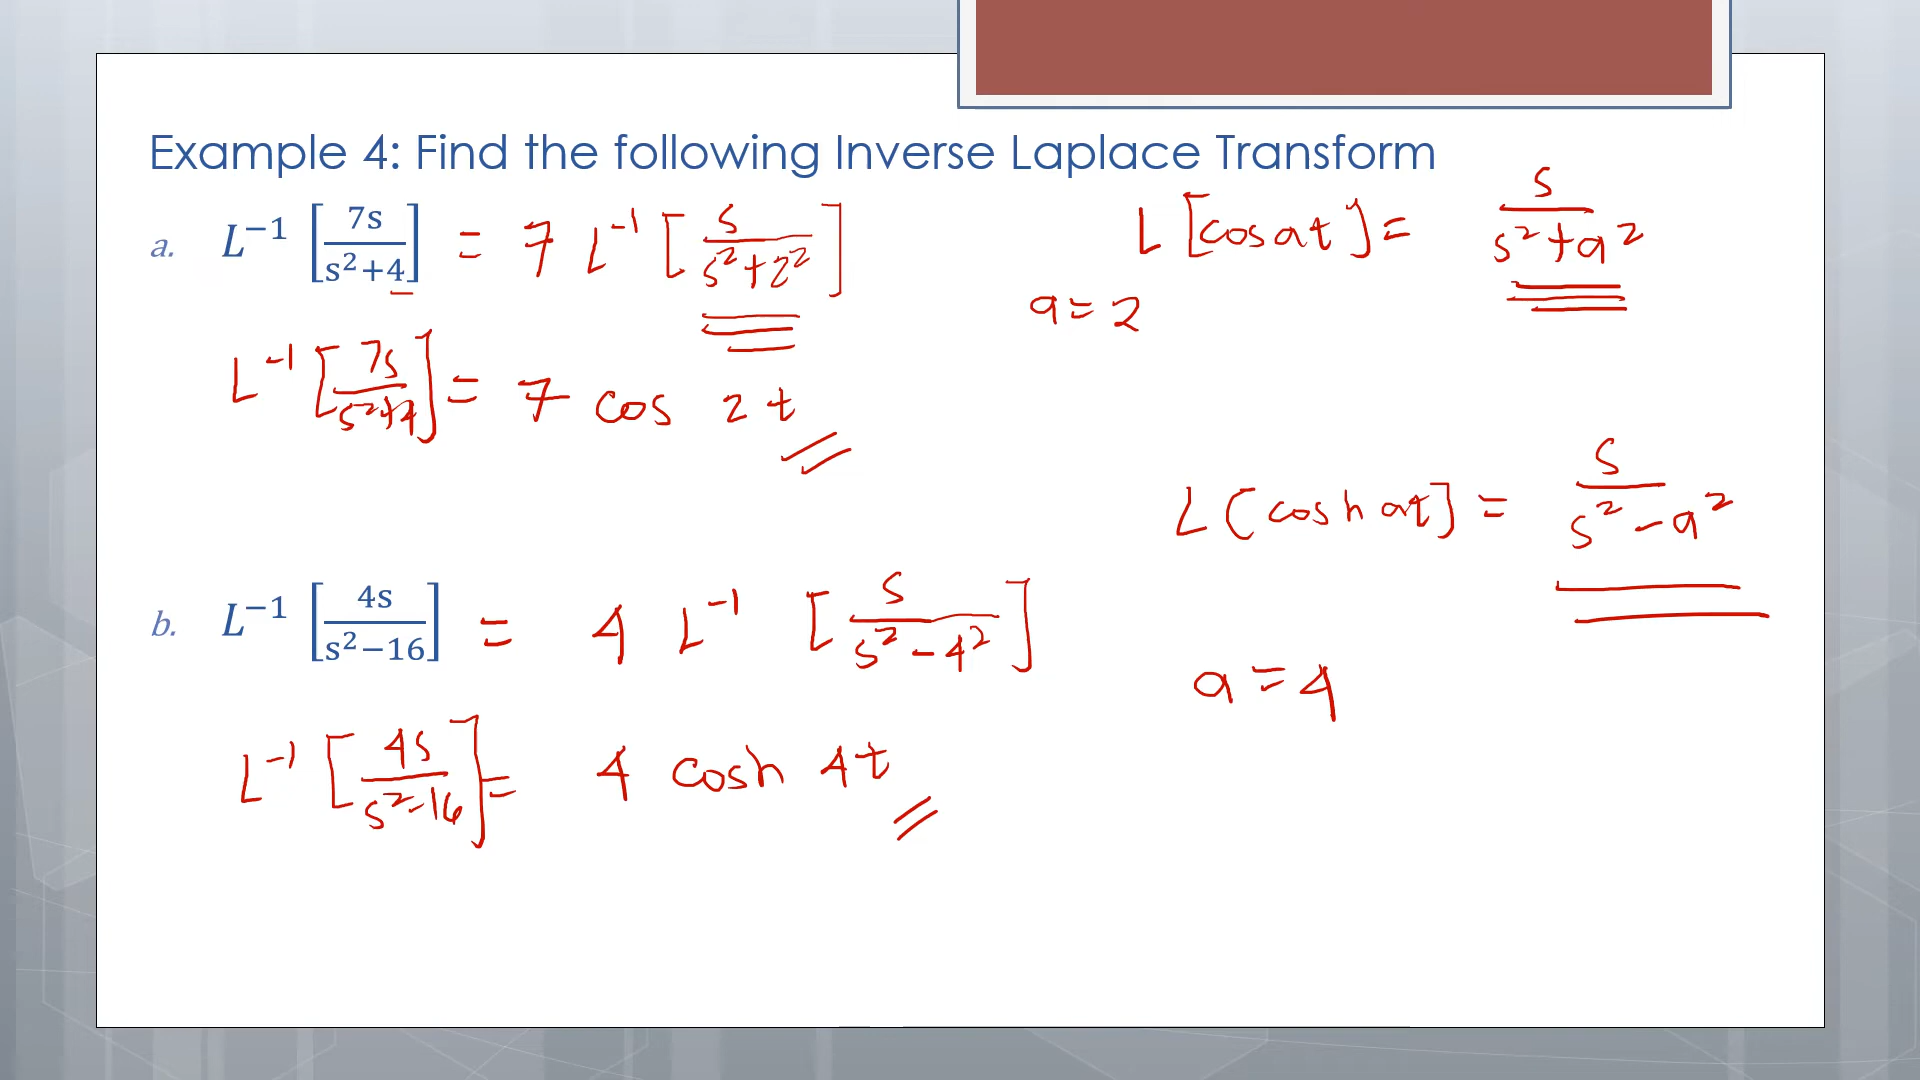 Example 4: Find the following Inverse Laplace Transform
a. L⁻¹ [7s / s²+4] = 7 L⁻¹ [s / s²+2²]
L [cos at] = s / s²+a²
a = 2
L⁻¹ [7s / s²+4] = 7 cos 2t
L [cosh at] = s / s²-a²
b. L⁻¹ [4s / s²−16] = 4 L⁻¹ [s / s²-4²]
a = 4
L⁻¹ [4s / s²-16] = 4 cosh 4t